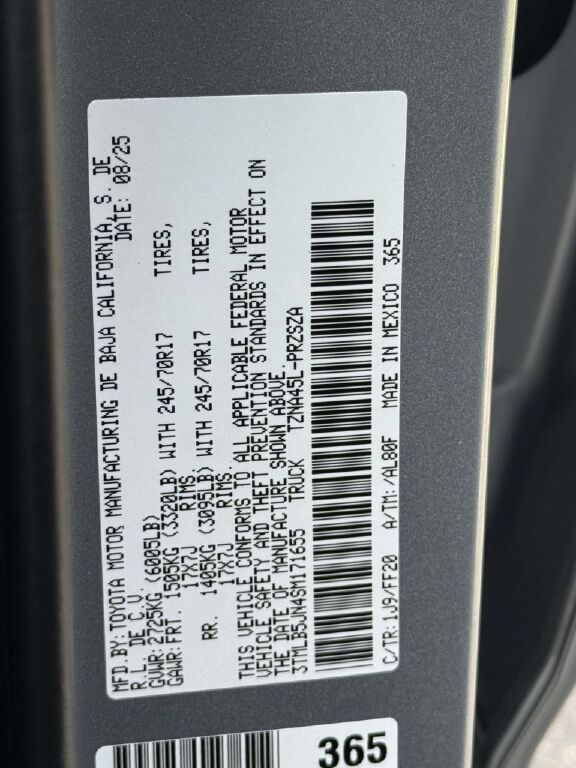 MFD.BY:TOYOTA MOTOR MANUFACTURING DE BAJA CALIFORNIA, S. DE
R.L. DE C.V. DATE: 08/25
GVWR:2725KG (6005LB)
GAWR:FRT. 1505KG (3320LB) WITH 245/70R17 TIRES,
17X7J RIMS,
RR. 1405KG (3095LB) WITH 245/70R17 TIRES,
17X7J RIMS.
THIS VEHICLE CONFORMS TO ALL APPLICABLE FEDERAL MOTOR
VEHICLE SAFETY AND THEFT PREVENTION STANDARDS IN EFFECT ON
THE DATE OF MANUFACTURE SHOWN ABOVE.
3TMLB5JN4SM171655 TRUCK TZNA45L-PRZSZA
C/TR:1J9/FF20 A/TM:/AL80F MADE IN MEXICO 365
365